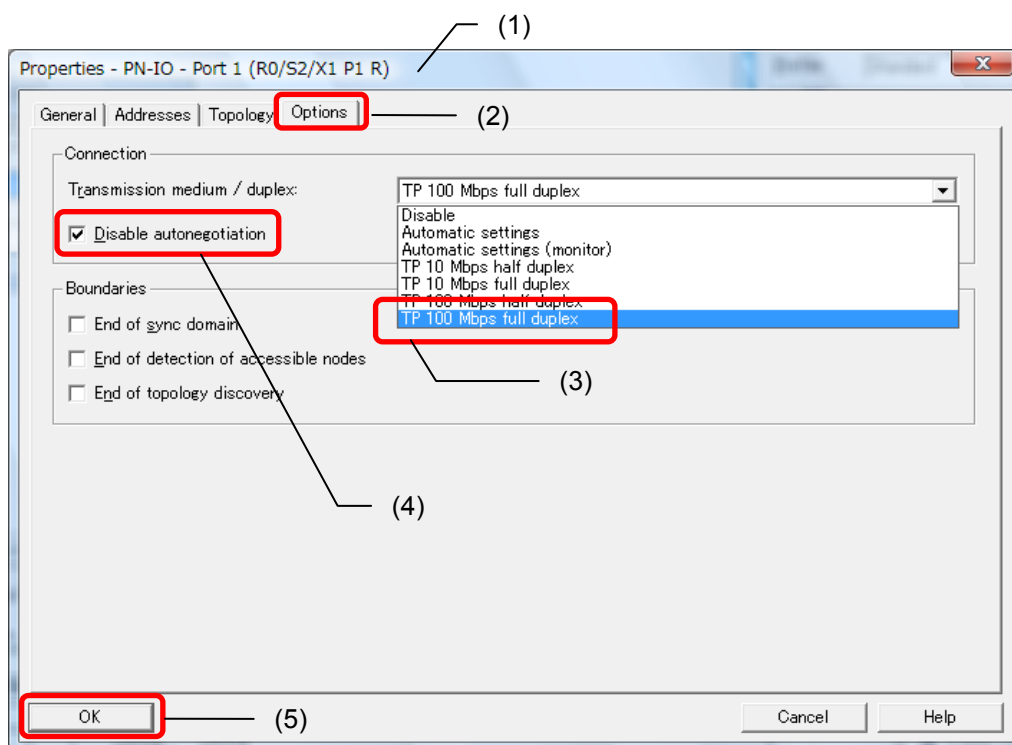 (1)
Properties - PN-IO - Port 1 (R0/S2/X1 P1 R)
General Addresses Topology Options
(2)
Connection
Transmission medium / duplex: TP 100 Mbps full duplex
Disable
Automatic settings
Disable autonegotiation
Automatic settings (monitor)
TP 10 Mbps half duplex
TP 10 Mbps full duplex
Boundaries
TP 100 Mbps half duplex
End of sync domain
TP 100 Mbps full duplex
End of detection of accessible nodes
(3)
End of topology discovery
(4)
OK
(5)
Cancel
Help